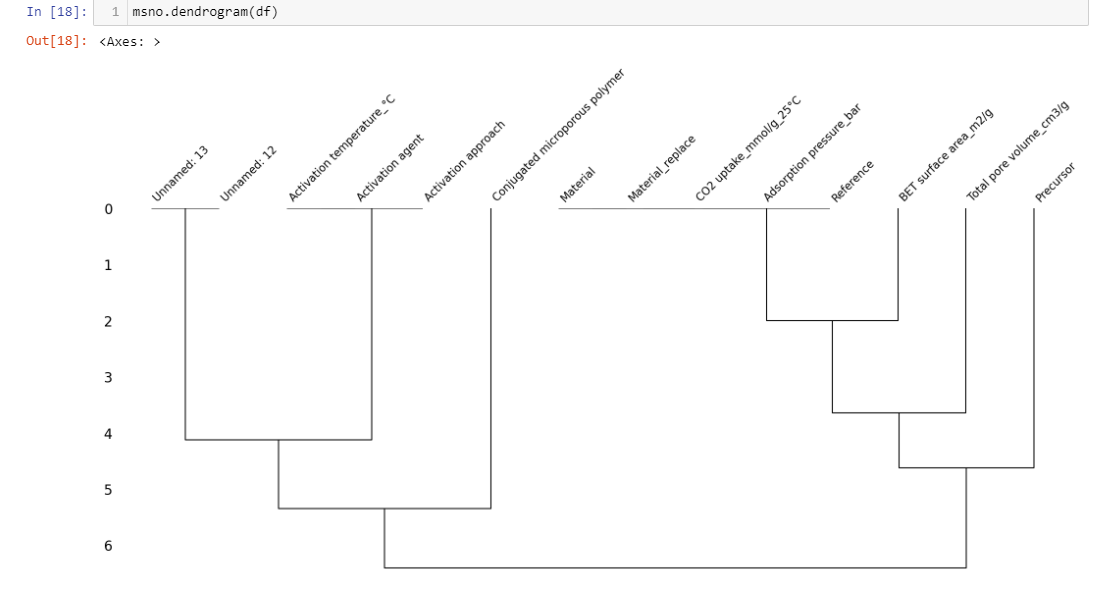 In [18]: 1 msno.dendrogram(df)
Out[18]: <Axes: >
Unnamed: 13
Unnamed: 12
Activation temperature_°C
Activation agent
Activation approach
Conjugated microporous polymer
Material
Material_replace
CO2 uptake_mmol/g_25°C
Adsorption pressure_bar
Reference
BET surface area_m2/g
Total pore volume_cm3/g
Precursor
0
1
2
3
4
5
6